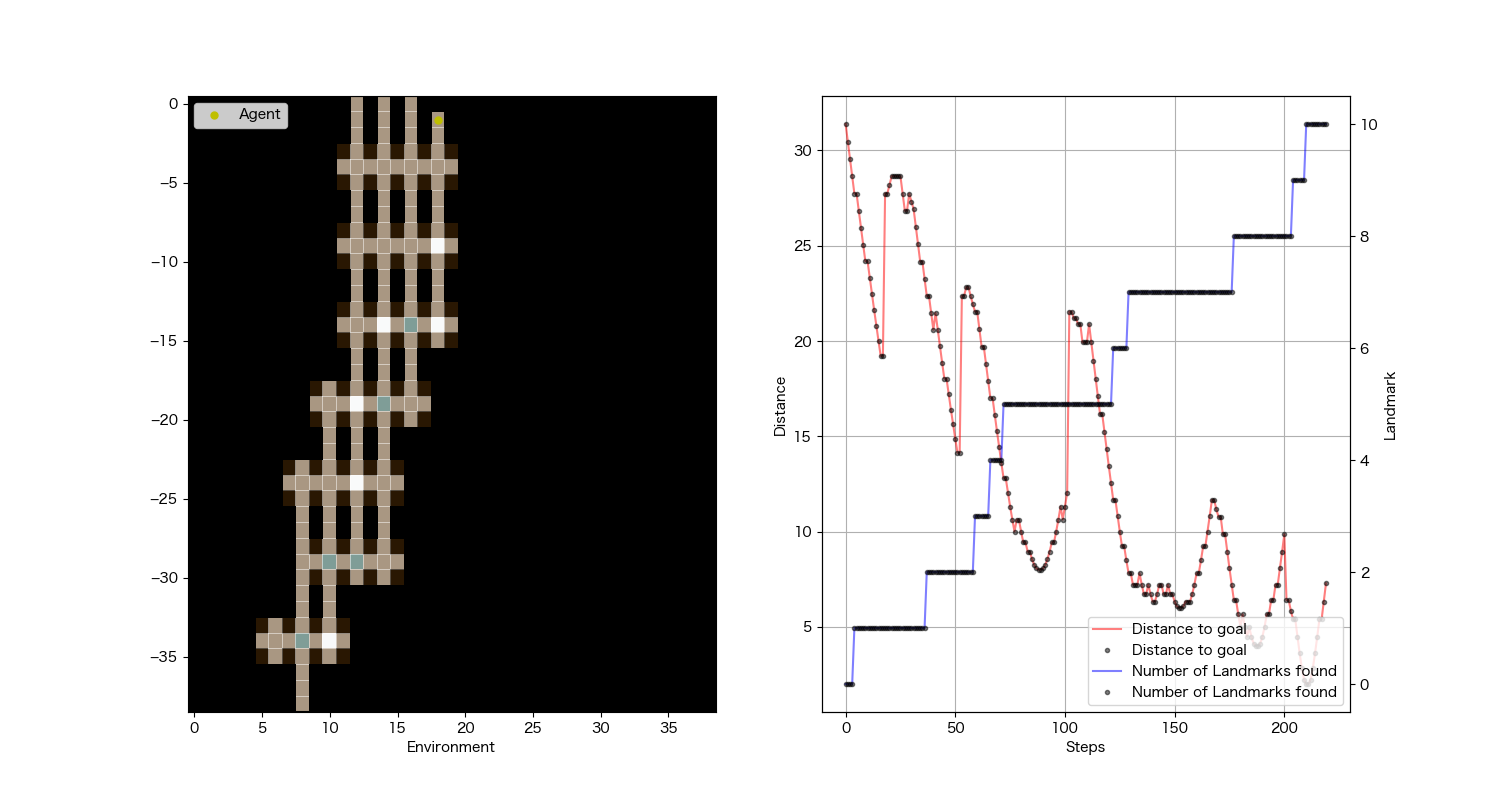 Agent
0
−5
−10
−15
−20
−25
−30
−35
0 5 10 15 20 25 30 35
Environment
Distance
30
25
20
15
10
5
0 50 100 150 200
Steps
10
8
6
4
2
0
Landmark
Distance to goal
Distance to goal
Number of Landmarks found
Number of Landmarks found